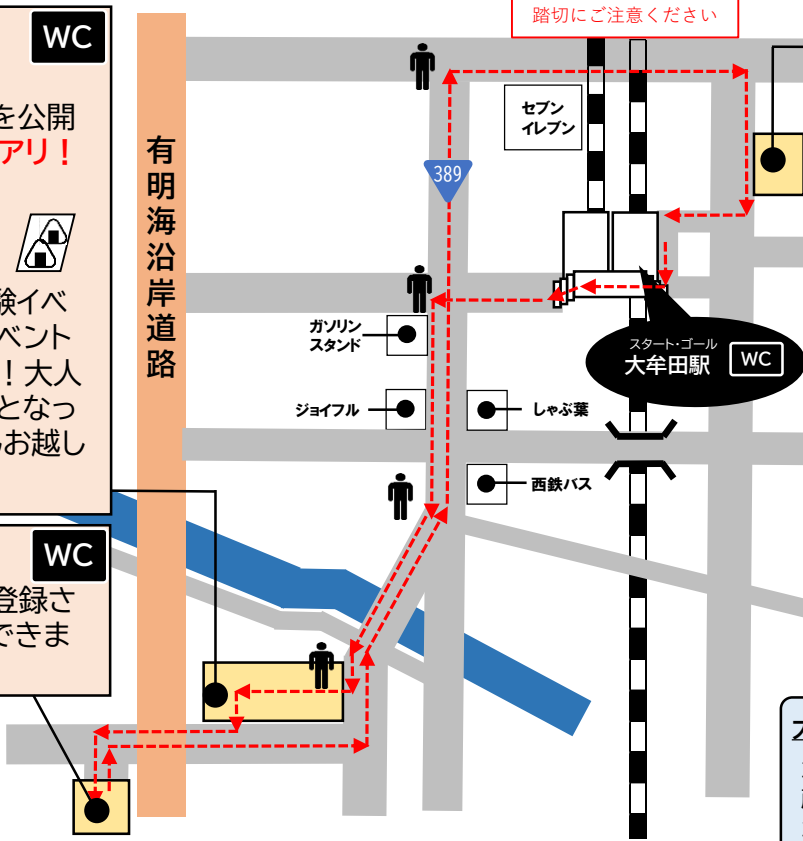 踏切にご注意ください
WC
を公開
アリ！
験イベ
ベント
！大人
となっ
お越し
WC
登録さ
できま
有明海沿岸道路
セブン
イレブン
389
ガソリン
スタンド
ジョイフル
しゃぶ葉
西鉄バス
スタート・ゴール
大牟田駅
WC